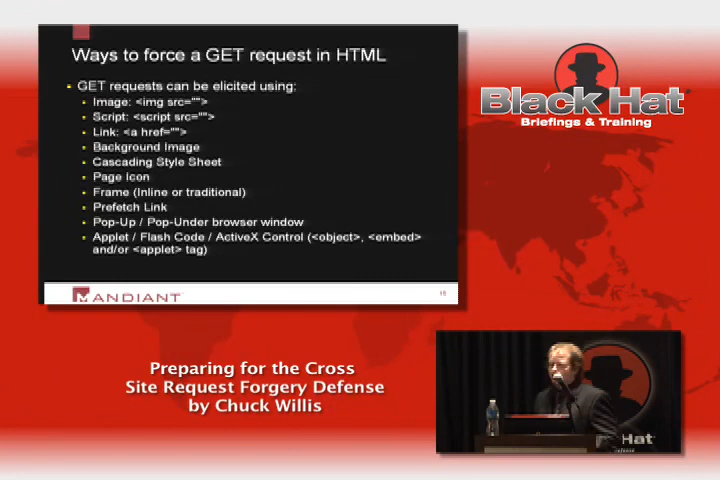 Ways to force a GET request in HTML
GET requests can be elicited using:
Image: <img src="">
Script: <script src="">
Link: <a href="">
Background Image
Cascading Style Sheet
Page Icon
Frame (Inline or traditional)
Prefetch Link
Pop-Up / Pop-Under browser window
Applet / Flash Code / ActiveX Control (<object>, <embed>
and/or <applet> tag)
MANDIANT
15
Black Hat
Briefings & Training
Preparing for the Cross
Site Request Forgery Defense
by Chuck Willis
Hat